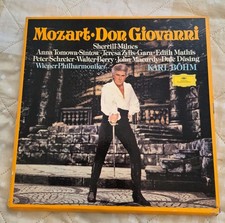 Mozart · Don Giovanni
Sherrill Milnes
Anna Tomowa-Sintow · Teresa Zylis-Gara · Edith Mathis
Peter Schreier · Walter Berry · John Macurdy · Dale Düsing
Wiener Philharmoniker
KARL BÖHM